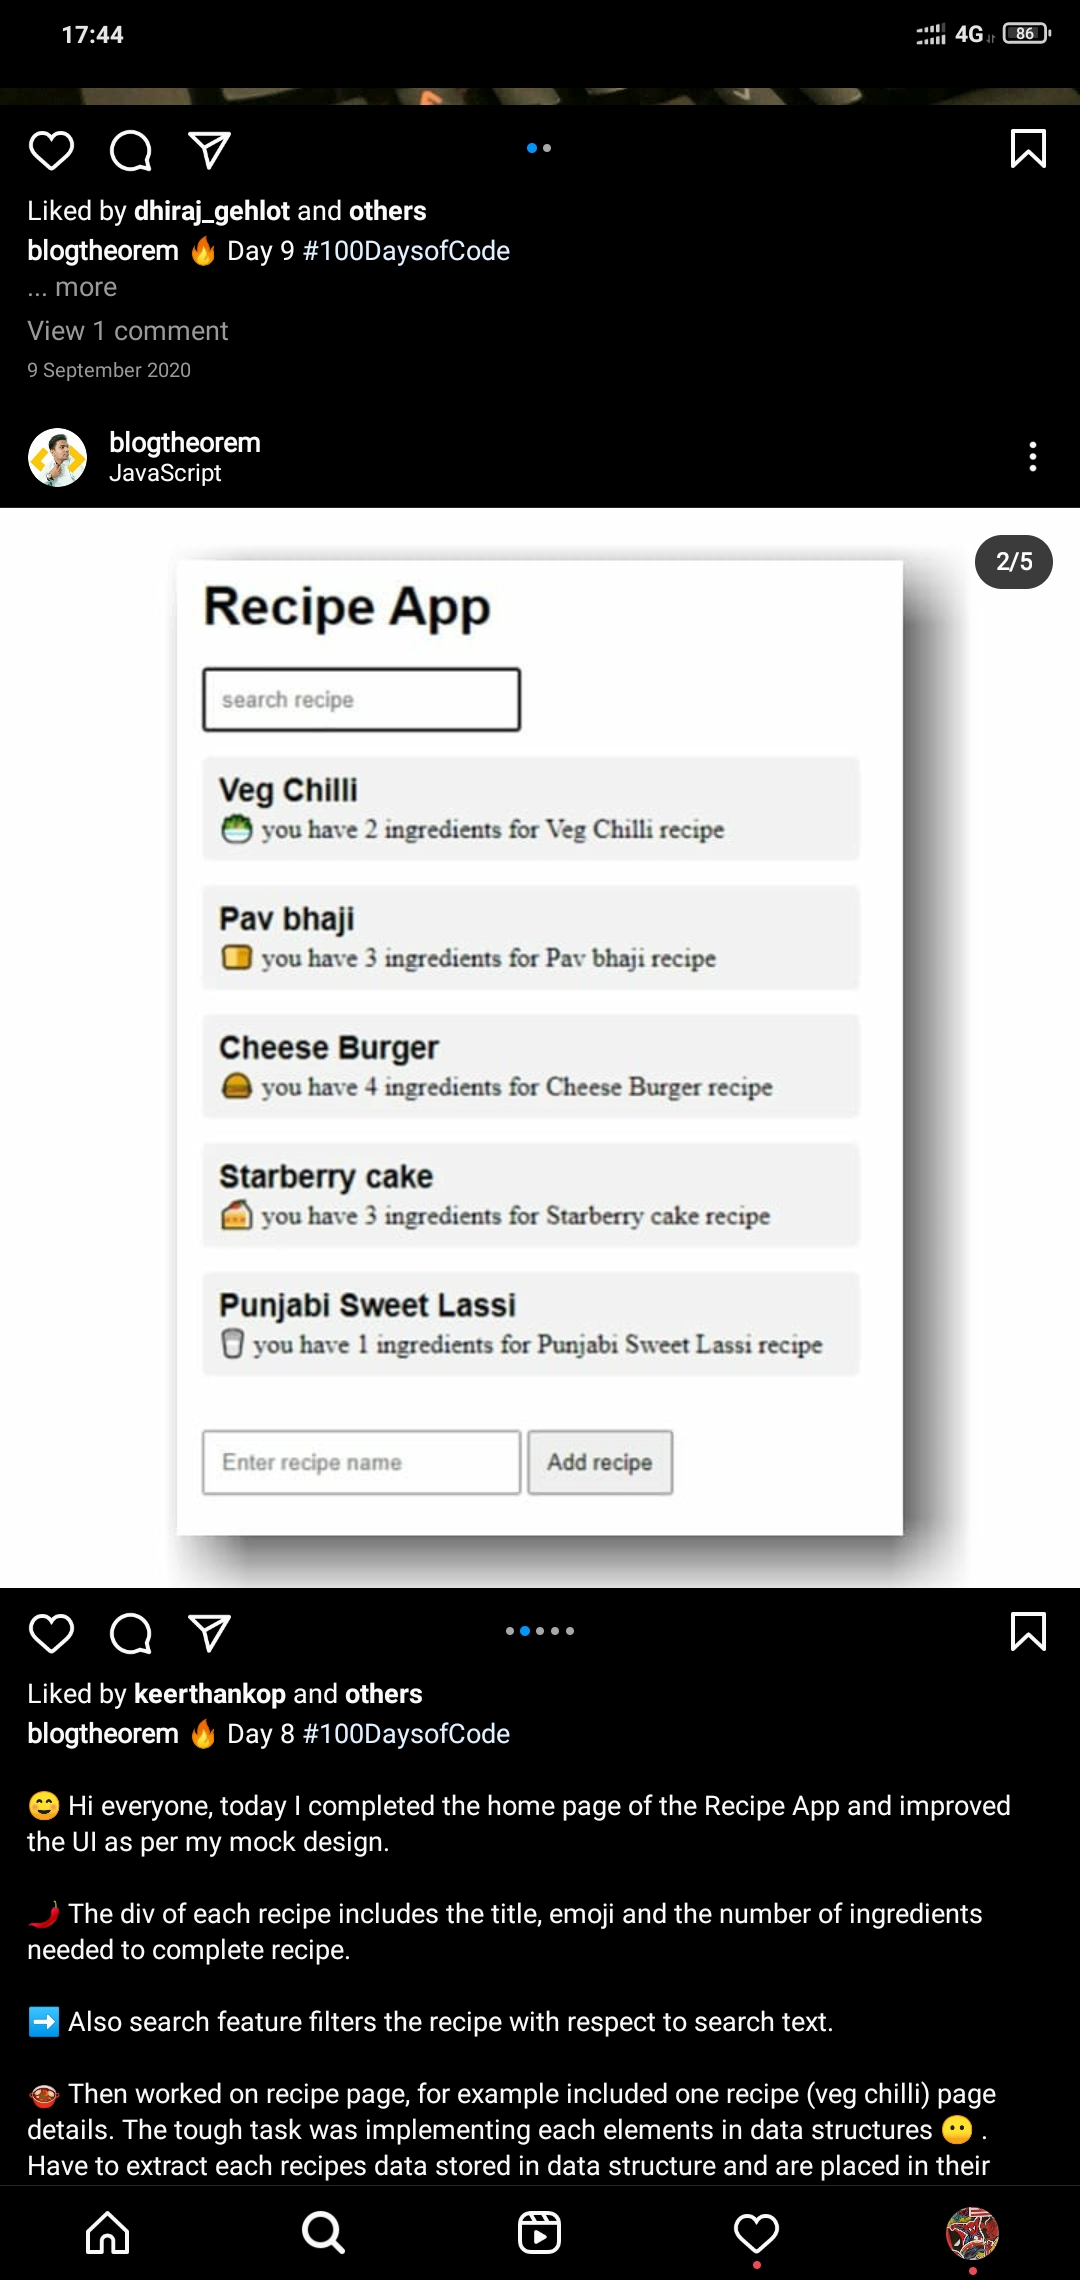 17:44
4G
86
Liked by dhiraj_gehlot and others
blogtheorem 🔥 Day 9 #100DaysofCode
... more
View 1 comment
9 September 2020
blogtheorem
JavaScript
2/5
Recipe App
search recipe
Veg Chilli
🥗 you have 2 ingredients for Veg Chilli recipe
Pav bhaji
🍞 you have 3 ingredients for Pav bhaji recipe
Cheese Burger
🍔 you have 4 ingredients for Cheese Burger recipe
Starberry cake
🍰 you have 3 ingredients for Starberry cake recipe
Punjabi Sweet Lassi
🥛 you have 1 ingredients for Punjabi Sweet Lassi recipe
Enter recipe name
Add recipe
Liked by keerthankop and others
blogtheorem 🔥 Day 8 #100DaysofCode
😊 Hi everyone, today I completed the home page of the Recipe App and improved
the UI as per my mock design.
🌶️ The div of each recipe includes the title, emoji and the number of ingredients
needed to complete recipe.
➡️ Also search feature filters the recipe with respect to search text.
🍲 Then worked on recipe page, for example included one recipe (veg chilli) page
details. The tough task was implementing each elements in data structures 😶 .
Have to extract each recipes data stored in data structure and are placed in their